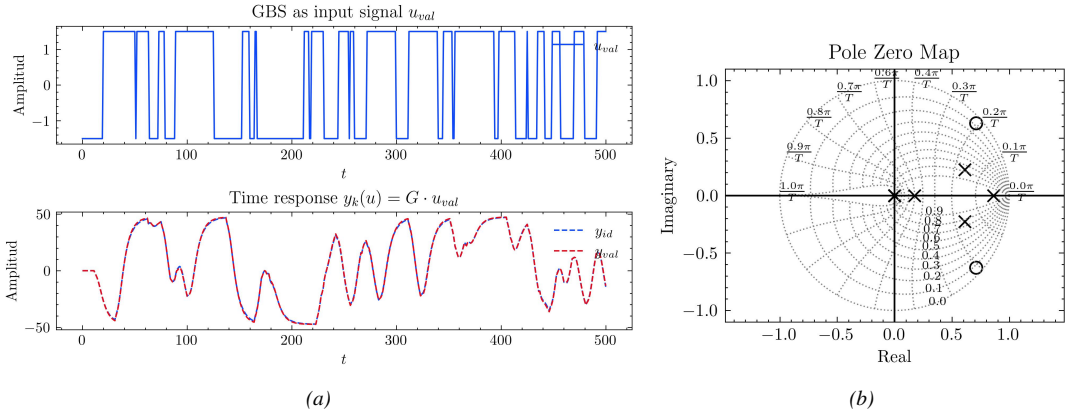 GBS as input signal u_val
Amplitud
1
0
−1
u_val
0 100 200 300 400 500
t
Time response y_k(u) = G · u_val
Amplitud
50
0
−50
y_id
y_val
0 100 200 300 400 500
t
(a)
Pole Zero Map
Imaginary
1.0
0.5
0.0
−0.5
−1.0
0.6π/T
0.4π/T
0.7π/T
0.3π/T
0.8π/T
0.2π/T
0.9π/T
0.1π/T
1.0π/T
0.0π/T
0.9
0.8
0.7
0.6
0.5
0.4
0.3
0.2
0.1
0.0
−1.0 −0.5 0.0 0.5 1.0
Real
(b)